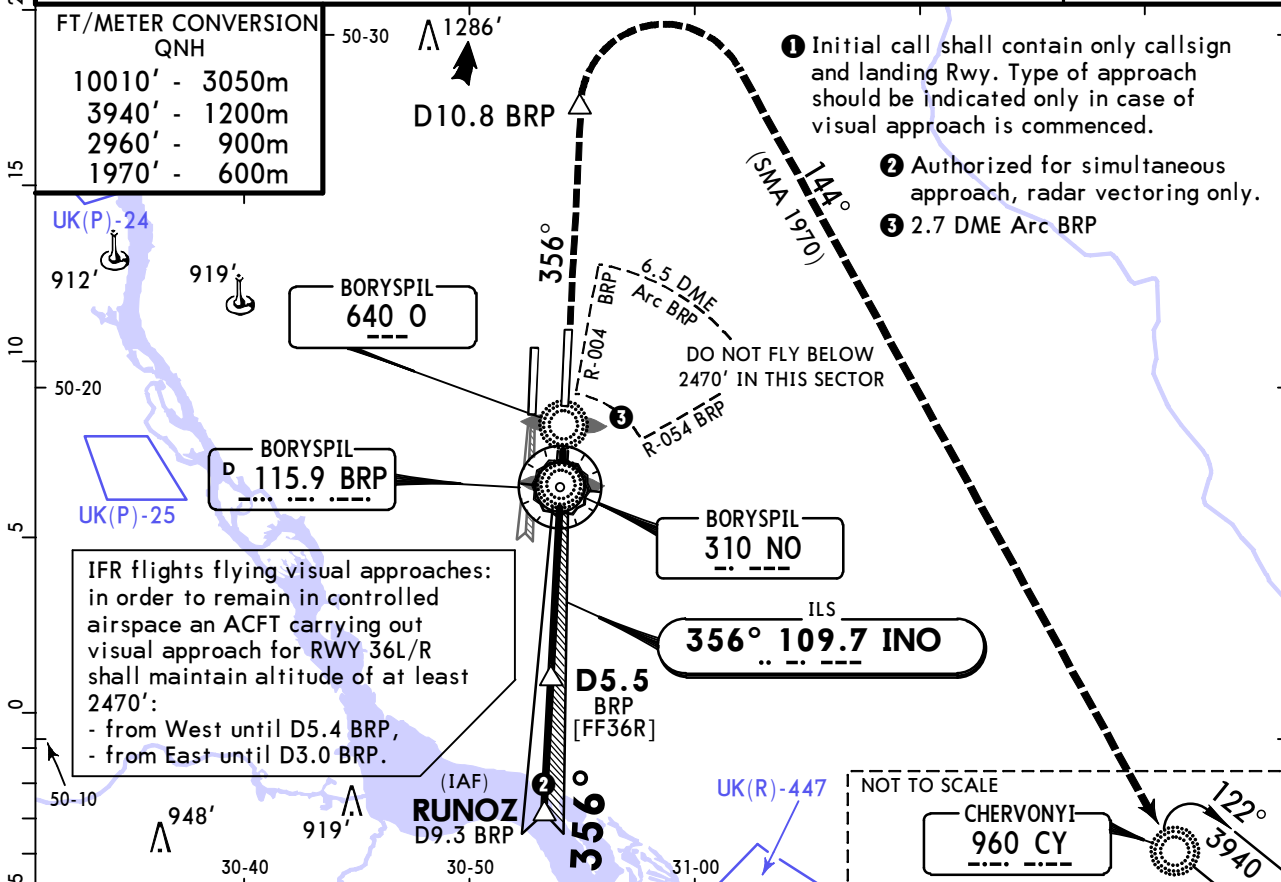 FT/METER CONVERSION
QNH
10010' - 3050m
3940' - 1200m
2960' - 900m
1970' - 600m
50-30
1286'
D10.8 BRP
1 Initial call shall contain only callsign
and landing Rwy. Type of approach
should be indicated only in case of
visual approach is commenced.
2 Authorized for simultaneous
approach, radar vectoring only.
3 2.7 DME Arc BRP
15
UK(P)-24
912'
919'
356°
144°
(SMA 1970)
BORYSPIL
640 O
6.5 DME
Arc BRP
R-004 BRP
DO NOT FLY BELOW
2470' IN THIS SECTOR
3
R-054 BRP
10
50-20
BORYSPIL
D 115.9 BRP
UK(P)-25
5
BORYSPIL
310 NO
ILS
356° 109.7 INO
IFR flights flying visual approaches:
in order to remain in controlled
airspace an ACFT carrying out
visual approach for RWY 36L/R
shall maintain altitude of at least
2470':
- from West until D5.4 BRP,
- from East until D3.0 BRP.
D5.5
BRP
[FF36R]
0
50-10
948'
919'
(IAF)
RUNOZ
D9.3 BRP
2
356°
UK(R)-447
NOT TO SCALE
CHERVONYI
960 CY
122°
3940
5
30-40
30-50
31-00